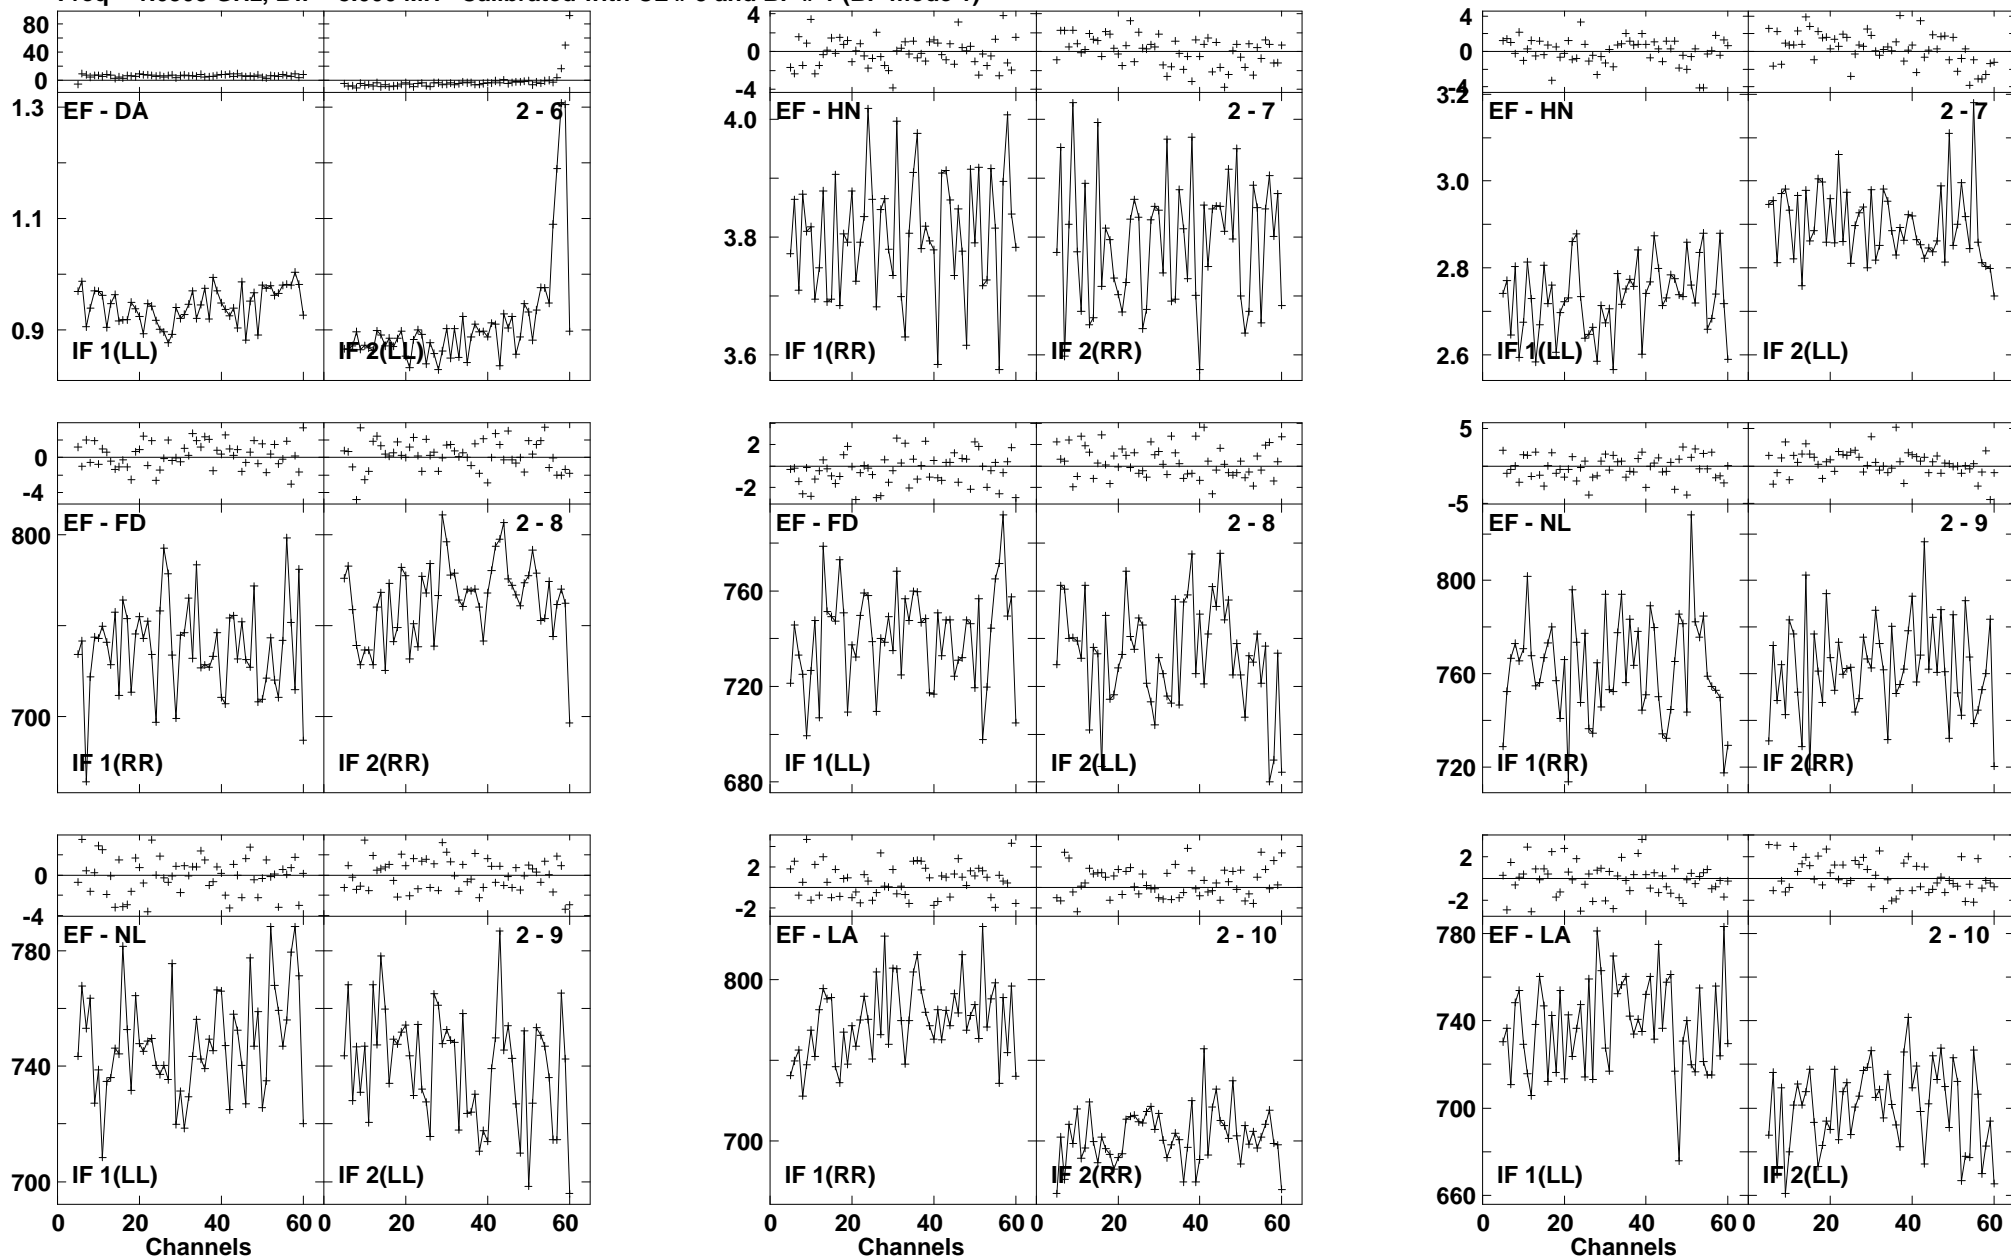 80
40
0
1.3
1.1
0.9
EF - DA
2 - 6
IF 1(LL)
IF 2(LL)
4
0
-4
4.0
3.8
3.6
EF - HN
2 - 7
IF 1(RR)
IF 2(RR)
4
0
-4
3.2
3.0
2.8
2.6
EF - HN
2 - 7
IF 1(LL)
IF 2(LL)
0
-4
800
700
EF - FD
2 - 8
IF 1(RR)
IF 2(RR)
2
-2
760
720
680
EF - FD
2 - 8
IF 1(LL)
IF 2(LL)
5
-5
800
760
720
EF - NL
2 - 9
IF 1(RR)
IF 2(RR)
0
-4
780
740
700
EF - NL
2 - 9
IF 1(LL)
IF 2(LL)
0 20 40 60 0 20 40 60
Channels
2
-2
800
700
EF - LA
2 - 10
IF 1(RR)
IF 2(RR)
0 20 40 60 0 20 40 60
Channels
2
-2
780
740
700
660
EF - LA
2 - 10
IF 1(LL)
IF 2(LL)
0 20 40 60 0 20 40 60
Channels